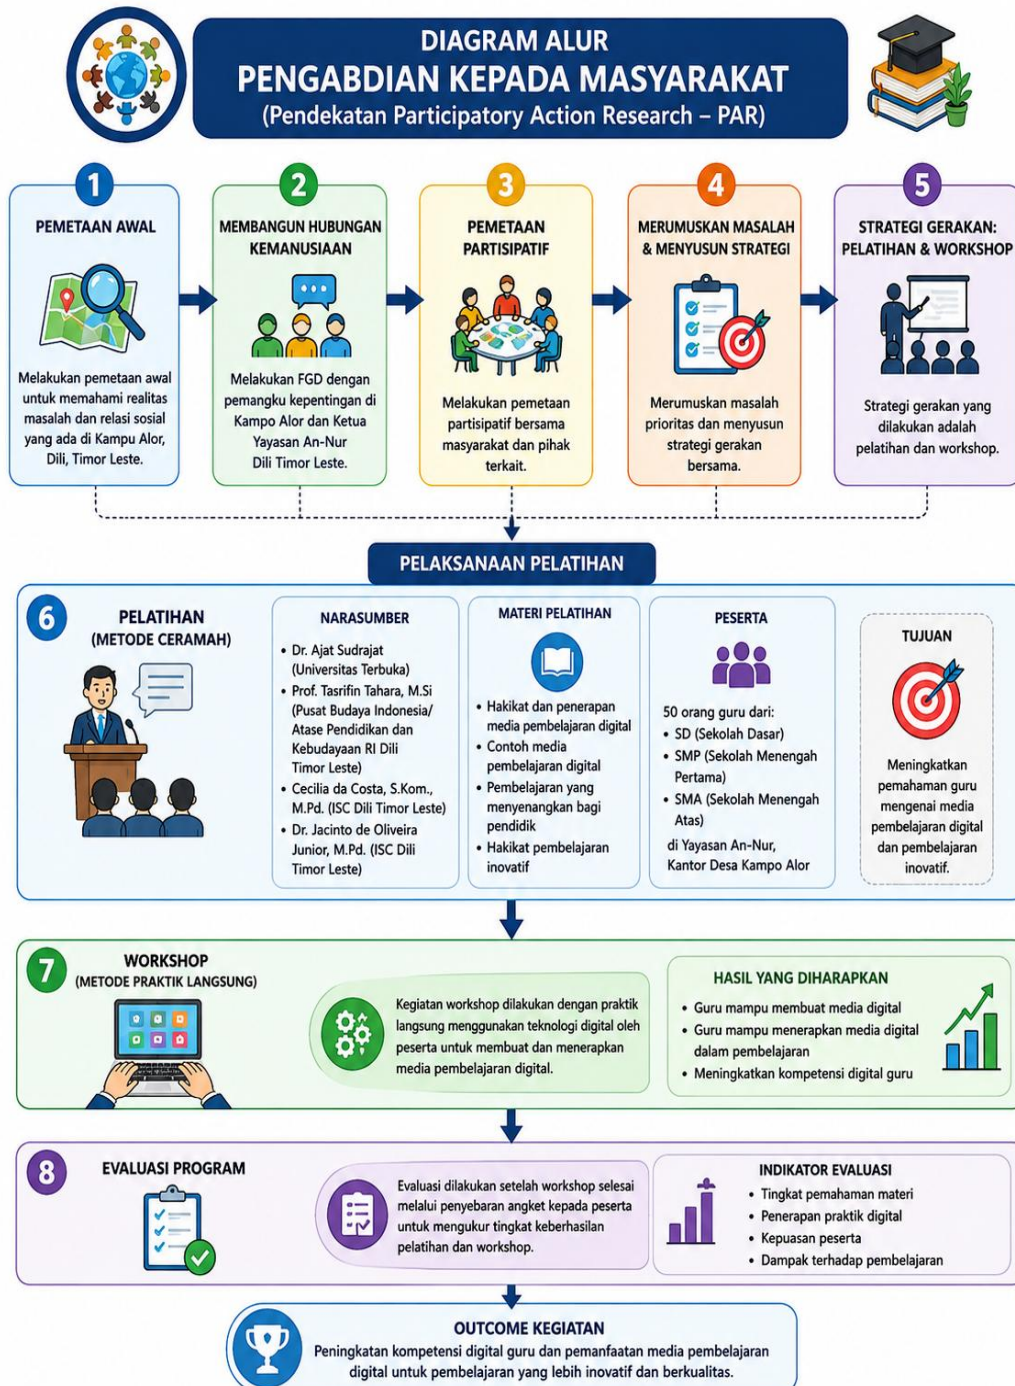 DIAGRAM ALUR
PENGABDIAN KEPADA MASYARAKAT
(Pendekatan Participatory Action Research – PAR)
1
PEMETAAN AWAL
Melakukan pemetaan awal
untuk memahami realitas
masalah dan relasi sosial
yang ada di Kampu Alor,
Dili, Timor Leste.
2
MEMBANGUN HUBUNGAN
KEMANUSIAAN
Melakukan FGD dengan
pemangku kepentingan di
Kampo Alor dan Ketua
Yayasan An-Nur
Dili Timor Leste.
3
PEMETAAN
PARTISIPATIF
Melakukan pemetaan
partisipatif bersama
masyarakat dan pihak
terkait.
4
MERUMUSKAN MASALAH
& MENYUSUN STRATEGI
Merumuskan masalah
prioritas dan menyusun
strategi gerakan
bersama.
5
STRATEGI GERAKAN:
PELATIHAN & WORKSHOP
Strategi gerakan yang
dilakukan adalah
pelatihan dan workshop.
PELAKSANAAN PELATIHAN
6
PELATIHAN
(METODE CERAMAH)
NARASUMBER
• Dr. Ajat Sudrajat
(Universitas Terbuka)
• Prof. Tasrifin Tahara, M.Si
(Pusat Budaya Indonesia/
Atase Pendidikan dan
Kebudayaan RI Dili
Timor Leste)
• Cecilia da Costa, S.Kom.,
M.Pd. (ISC Dili Timor Leste)
• Dr. Jacinto de Oliveira
Junior, M.Pd. (ISC Dili
Timor Leste)
MATERI PELATIHAN
• Hakikat dan penerapan
media pembelajaran digital
• Contoh media
pembelajaran digital
• Pembelajaran yang
menyenangkan bagi
pendidik
• Hakikat pembelajaran
inovatif
PESERTA
50 orang guru dari:
• SD (Sekolah Dasar)
• SMP (Sekolah Menengah
Pertama)
• SMA (Sekolah Menengah
Atas)
di Yayasan An-Nur,
Kantor Desa Kampo Alor
TUJUAN
Meningkatkan
pemahaman guru
mengenai media
pembelajaran digital
dan pembelajaran
inovatif.
7
WORKSHOP
(METODE PRAKTIK LANGSUNG)
Kegiatan workshop dilakukan dengan praktik
langsung menggunakan teknologi digital oleh
peserta untuk membuat dan menerapkan
media pembelajaran digital.
HASIL YANG DIHARAPKAN
• Guru mampu membuat media digital
• Guru mampu menerapkan media digital
dalam pembelajaran
• Meningkatkan kompetensi digital guru
8
EVALUASI PROGRAM
Evaluasi dilakukan setelah workshop selesai
melalui penyebaran angket kepada peserta
untuk mengukur tingkat keberhasilan
pelatihan dan workshop.
INDIKATOR EVALUASI
• Tingkat pemahaman materi
• Penerapan praktik digital
• Kepuasan peserta
• Dampak terhadap pembelajaran
OUTCOME KEGIATAN
Peningkatan kompetensi digital guru dan pemanfaatan media pembelajaran
digital untuk pembelajaran yang lebih inovatif dan berkualitas.